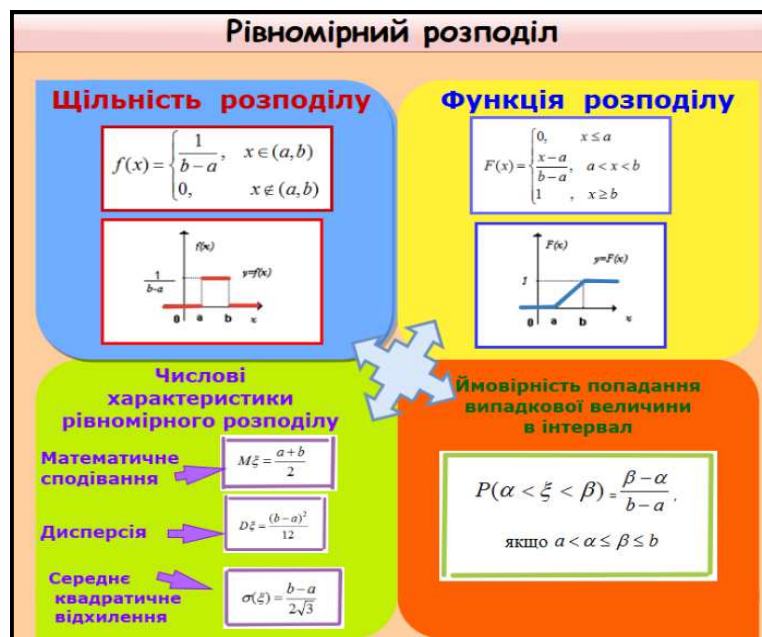 Рівномірний розподіл
Щільність розподілу
f(x) = { 1/(b−a), x∈(a,b)
0, x∉(a,b)
f(x)
1/(b-a)
y=f(x)
0 a b x
Функція розподілу
F(x) = { 0, x ≤ a
(x−a)/(b−a), a < x < b
1 , x ≥ b
F(x)
y=F(x)
1
0 a b x
Числові
характеристики
рівномірного розподілу
Математичне
сподівання
Mξ = (a+b)/2
Дисперсія
Dξ = (b−a)²/12
Середнє
квадратичне
відхилення
σ(ξ) = (b−a)/(2√3)
Ймовірність попадання
випадкової величини
в інтервал
P(α < ξ < β) = (β−α)/(b−a) ,
якщо a < α ≤ β ≤ b